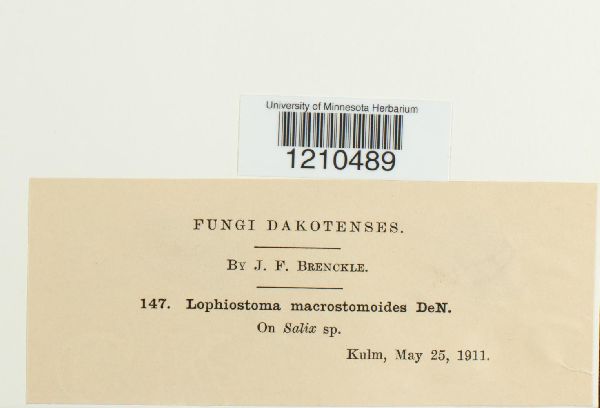 University of Minnesota Herbarium
1210489
FUNGI DAKOTENSES.
BY J. F. BRENCKLE.
147. Lophiostoma macrostomoides DeN.
On Salix sp.
Kulm, May 25, 1911.